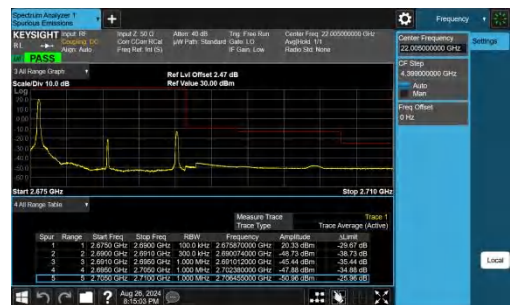 Spectrum Analyzer 1
Spurious Emissions
+
Frequency
KEYSIGHT Input: RF Input Z: 50 Ω Atten: 40 dB Trig: Free Run Center Freq: 22.005000000 GHz
Coupling: DC Corr CCorr RCal µW Path: Standard Gate: LO Avg|Hold: 1/1
RL Align: Auto Freq Ref: Int (S) IF Gain: Low Radio Std: None
PASS
Center Frequency
22.005000000 GHz
Settings
CF Step
4.399000000 GHz
Auto
Man
Freq Offset
0 Hz
3 All Range Graph
Ref Lvl Offset 2.47 dB
Scale/Div 10.0 dB Ref Value 30.00 dBm
Log
Start 2.675 GHz Stop 2.710 GHz
4 All Range Table
Measure Trace Trace 1
Trace Type Trace Average (Active)
Spur Range Start Freq Stop Freq RBW Frequency Amplitude ΔLimit
1 1 2.6750 GHz 2.6900 GHz 100.0 kHz 2.675870000 GHz 20.33 dBm -29.67 dB
2 2 2.6900 GHz 2.6910 GHz 300.0 kHz 2.690074000 GHz -48.73 dBm -38.73 dB
3 3 2.6910 GHz 2.6950 GHz 1.000 MHz 2.691012000 GHz -45.44 dBm -35.44 dB
4 4 2.6950 GHz 2.7050 GHz 1.000 MHz 2.702380000 GHz -47.88 dBm -34.88 dB
5 5 2.7050 GHz 2.7100 GHz 1.000 MHz 2.706455000 GHz -50.96 dBm -25.96 dB
Local
Aug 26, 2024
8:15:03 PM